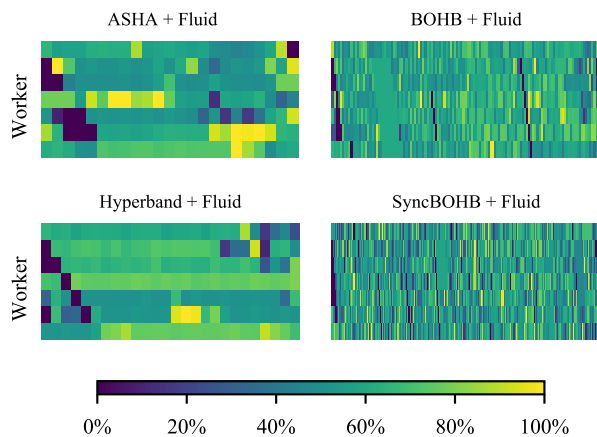 ASHA + Fluid
BOHB + Fluid
Worker
Hyperband + Fluid
SyncBOHB + Fluid
Worker
0% 20% 40% 60% 80% 100%